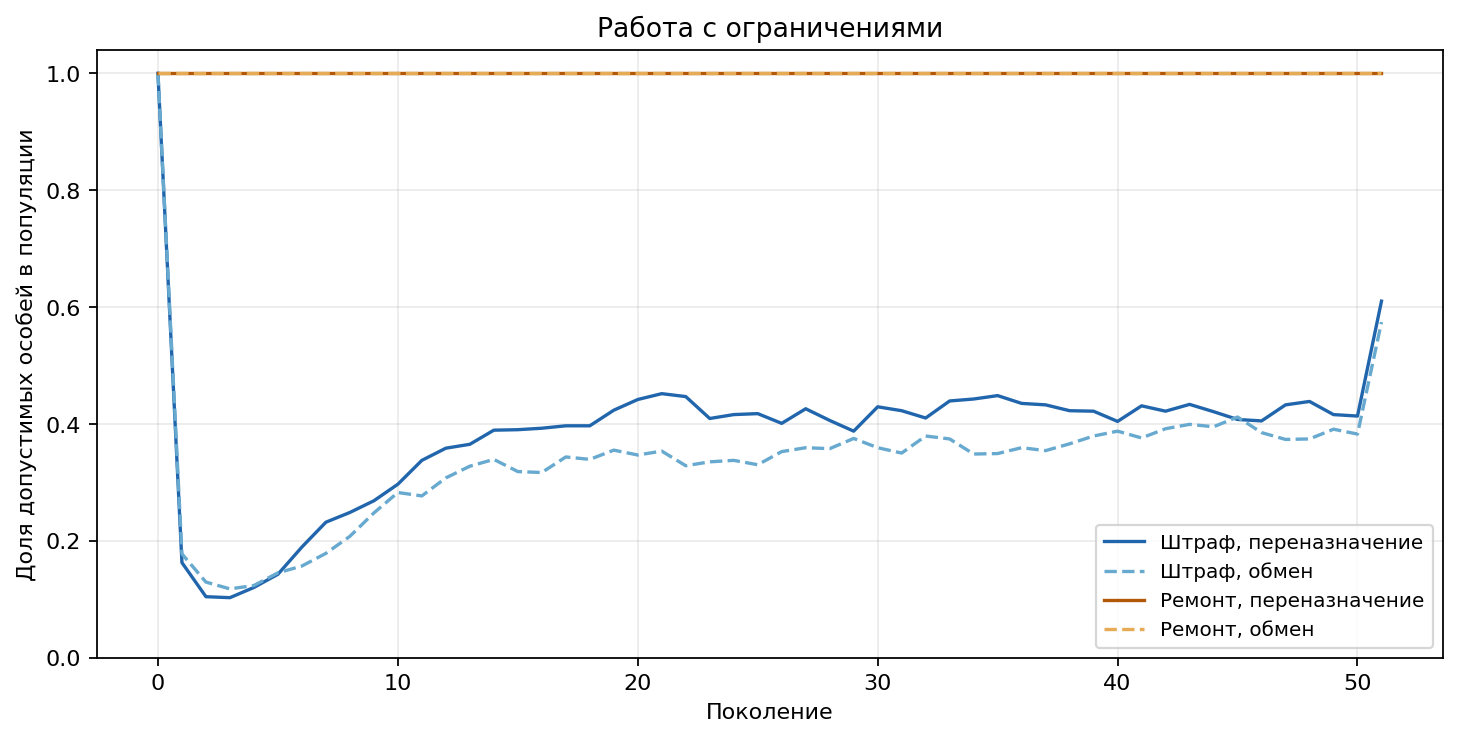 Работа с ограничениями
Доля допустимых особей в популяции
1.0
0.8
0.6
0.4
0.2
0.0
0
10
20
30
40
50
Поколение
Штраф, переназначение
Штраф, обмен
Ремонт, переназначение
Ремонт, обмен